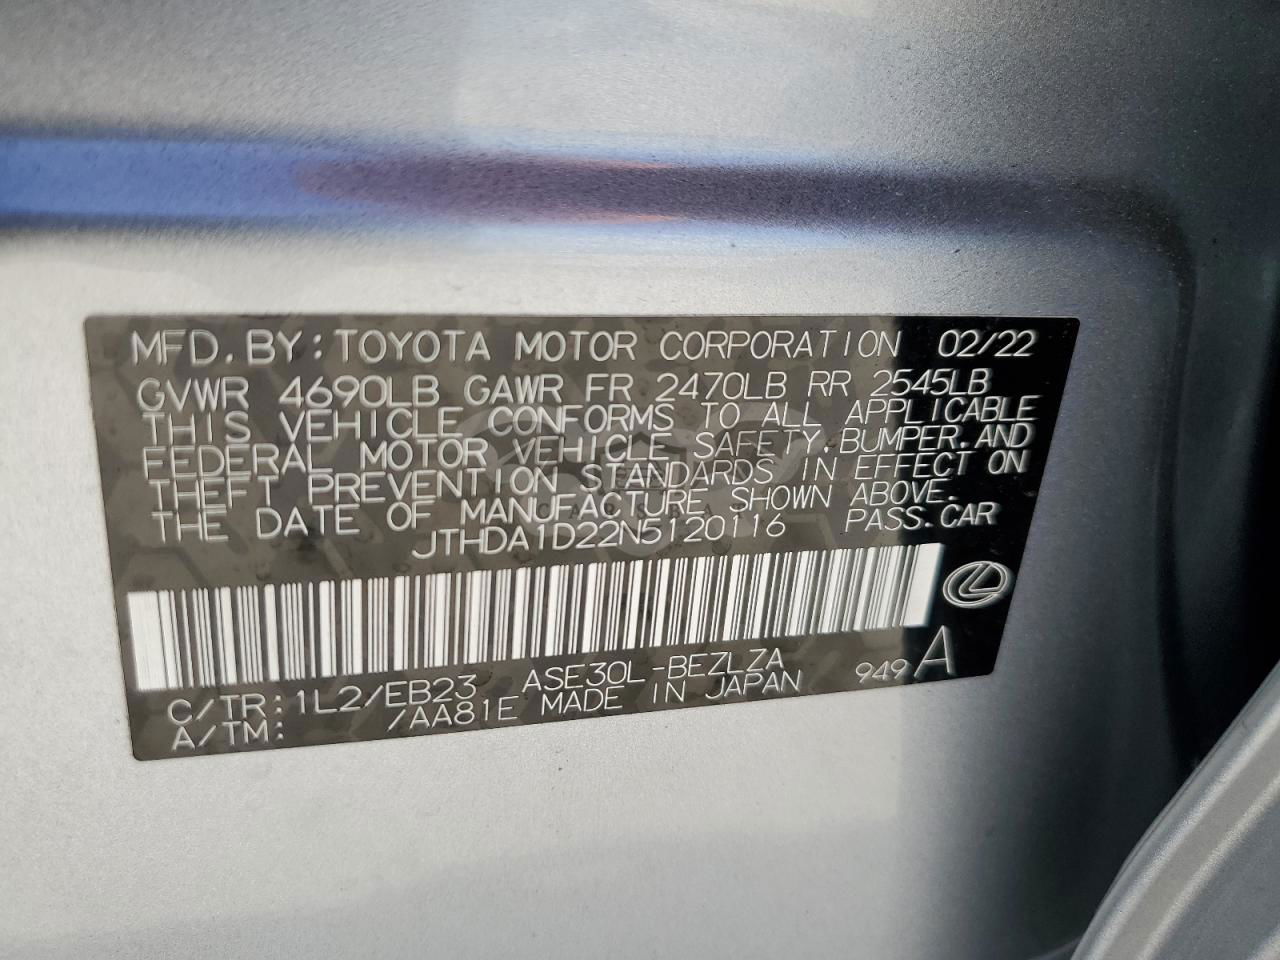 MFD. BY: TOYOTA MOTOR CORPORATION 02/22
GVWR 4690LB GAWR FR 2470LB RR 2545LB
THIS VEHICLE CONFORMS TO ALL APPLICABLE
FEDERAL MOTOR VEHICLE SAFETY, BUMPER, AND
THEFT PREVENTION STANDARDS IN EFFECT ON
THE DATE OF MANUFACTURE SHOWN ABOVE.
JTHDA1D22N5120116 PASS. CAR
C/TR: 1L2/EB23 ASE30L-BEZLZA 949 A
A/TM: /AA81E MADE IN JAPAN